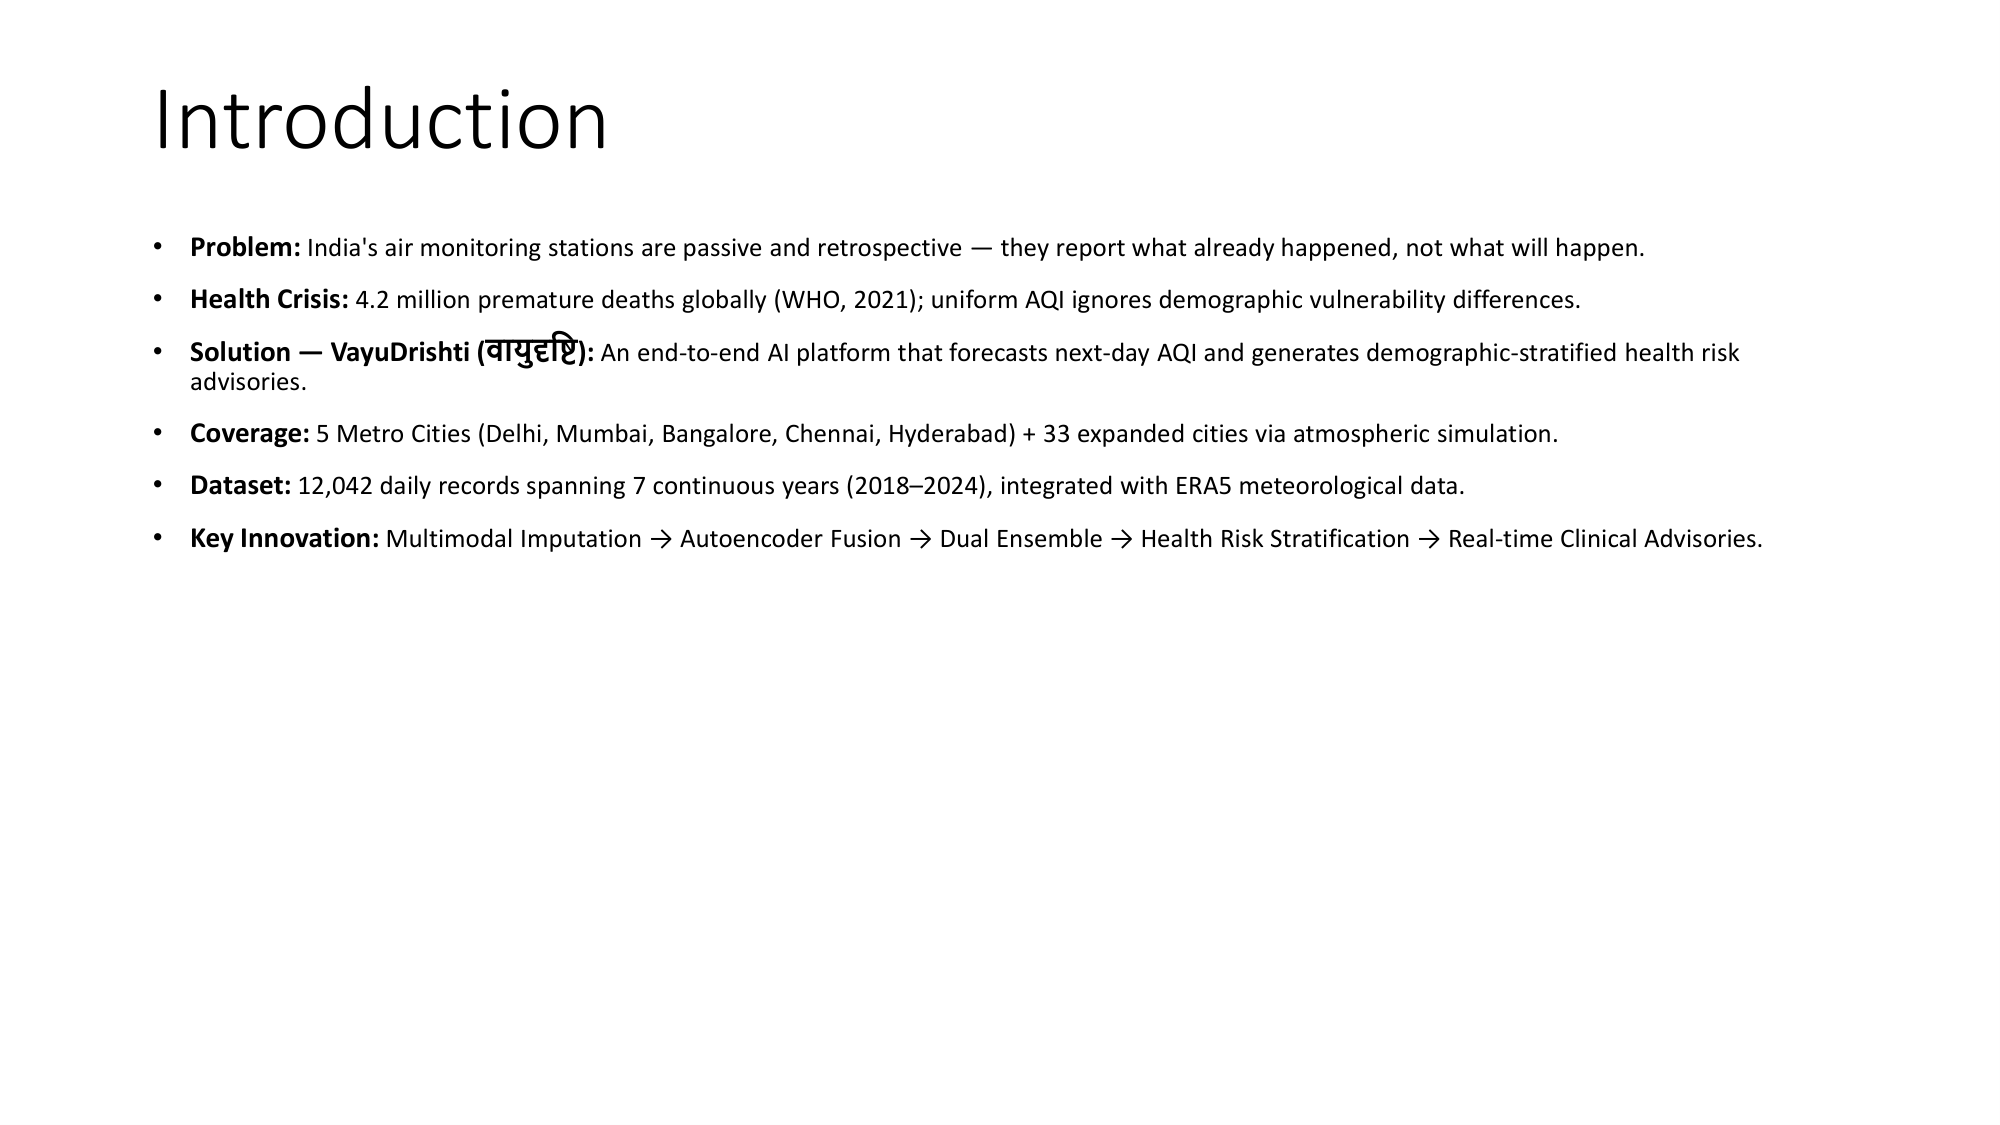 Introduction
• Problem: India's air monitoring stations are passive and retrospective — they report what already happened, not what will happen.
• Health Crisis: 4.2 million premature deaths globally (WHO, 2021); uniform AQI ignores demographic vulnerability differences.
• Solution — VayuDrishti (वायुदृष्टि): An end-to-end AI platform that forecasts next-day AQI and generates demographic-stratified health risk
advisories.
• Coverage: 5 Metro Cities (Delhi, Mumbai, Bangalore, Chennai, Hyderabad) + 33 expanded cities via atmospheric simulation.
• Dataset: 12,042 daily records spanning 7 continuous years (2018–2024), integrated with ERA5 meteorological data.
• Key Innovation: Multimodal Imputation → Autoencoder Fusion → Dual Ensemble → Health Risk Stratification → Real-time Clinical Advisories.